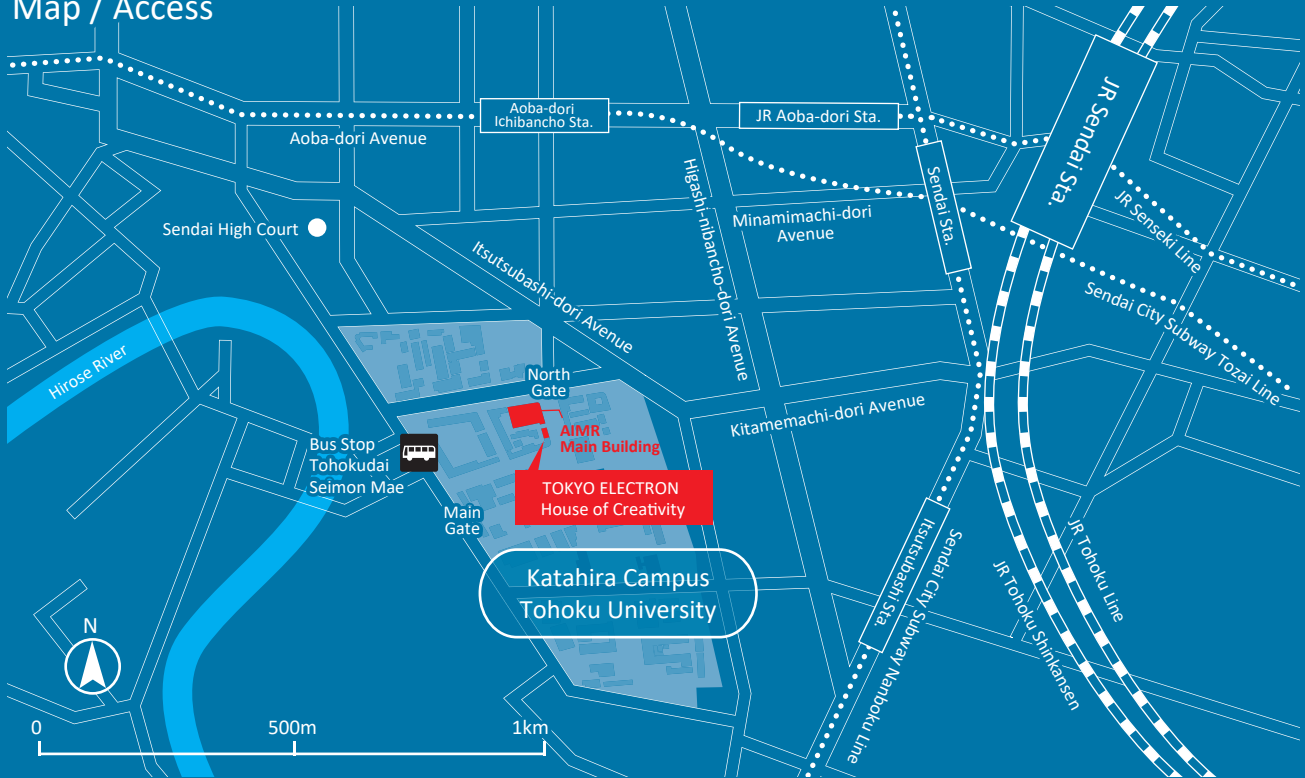 Map / Access
Aoba-dori
Ichibancho Sta.
JR Aoba-dori Sta.
Aoba-dori Avenue
JR Sendai Sta.
Sendai Sta.
Higashi-nibancho-dori Avenue
Minamimachi-dori
Avenue
JR Senseki Line
Sendai High Court
Itsutsubashi-dori Avenue
Sendai City Subway Tozai Line
Hirose River
North
Gate
Kitamemachi-dori Avenue
AIMR
Main Building
Bus Stop
Tohokudai
Seimon Mae
TOKYO ELECTRON
House of Creativity
Main
Gate
Katahira Campus
Tohoku University
Itsutsubashi Sta.
Sendai City Subway Nanboku Line
JR Tohoku Line
JR Tohoku Shinkansen
N
0
500m
1km